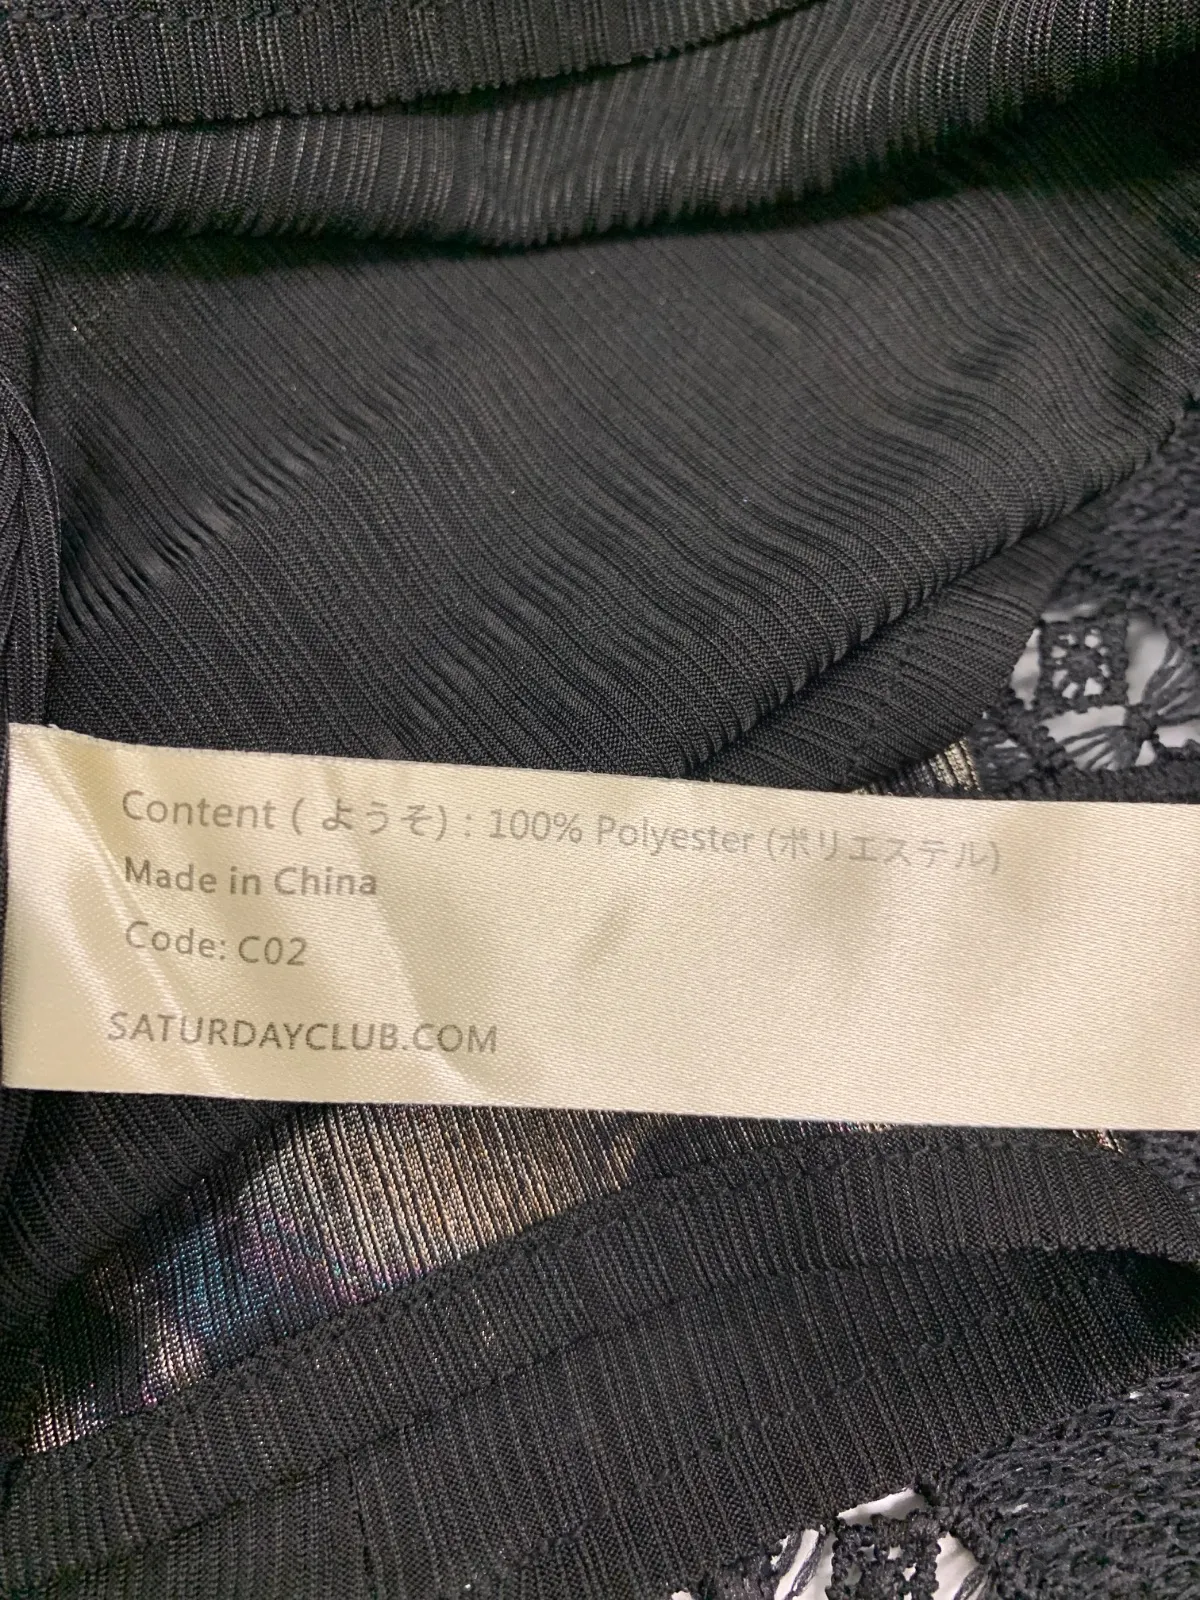 Content ( ようそ) : 100% Polyester (ポリエステル)
Made in China
Code: C02
SATURDAYCLUB.COM